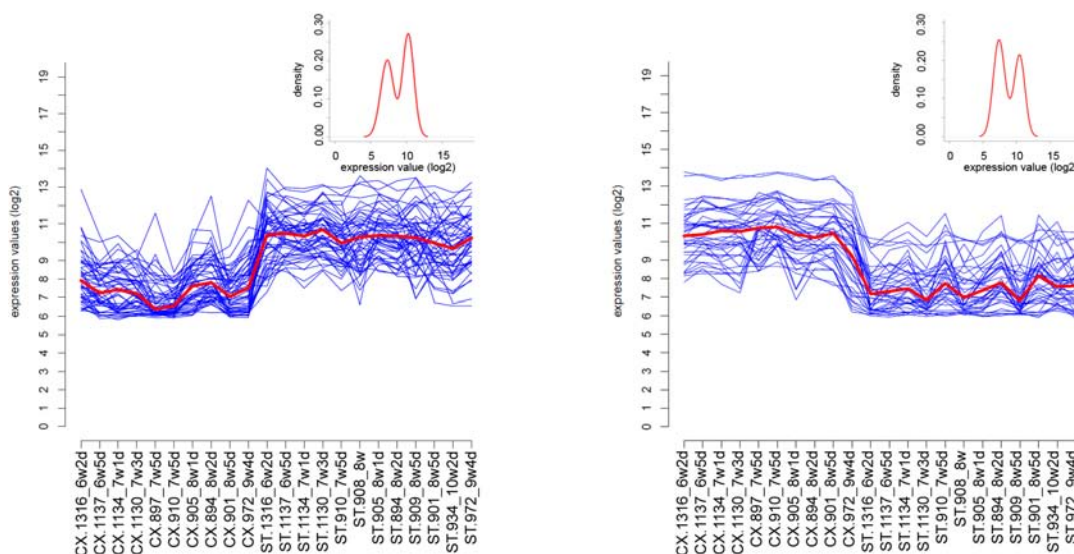 0.30
0.20
0.10
0.00
density
0 5 10 15
expression value (log2)
19
17
15
13
11
9
8
7
6
5
4
3
2
1
0
expression values (log2)
CX.1316_6w2d
CX.1137_6w5d
CX.1134_7w1d
CX.1130_7w3d
CX.897_7w5d
CX.910_7w5d
CX.905_8w1d
CX.894_8w2d
CX.901_8w5d
CX.972_9w4d
ST.1316_6w2d
ST.1137_6w5d
ST.1134_7w1d
ST.1130_7w3d
ST.910_7w5d
ST.908_8w
ST.905_8w1d
ST.894_8w2d
ST.909_8w5d
ST.901_8w5d
ST.934_10w2d
ST.972_9w4d
0.30
0.20
0.10
0.00
density
0 5 10 15
expression value (log2
19
17
15
13
11
9
8
7
6
5
4
3
2
1
0
expression values (log2)
CX.1316_6w2d
CX.1137_6w5d
CX.1134_7w1d
CX.1130_7w3d
CX.897_7w5d
CX.910_7w5d
CX.905_8w1d
CX.894_8w2d
CX.901_8w5d
CX.972_9w4d
ST.1316_6w2d
ST.1137_6w5d
ST.1134_7w1d
ST.1130_7w3d
ST.910_7w5d
ST.908_8w
ST.905_8w1d
ST.894_8w2d
ST.909_8w5d
ST.901_8w5d
ST.934_10w2d
ST.972_9w4d